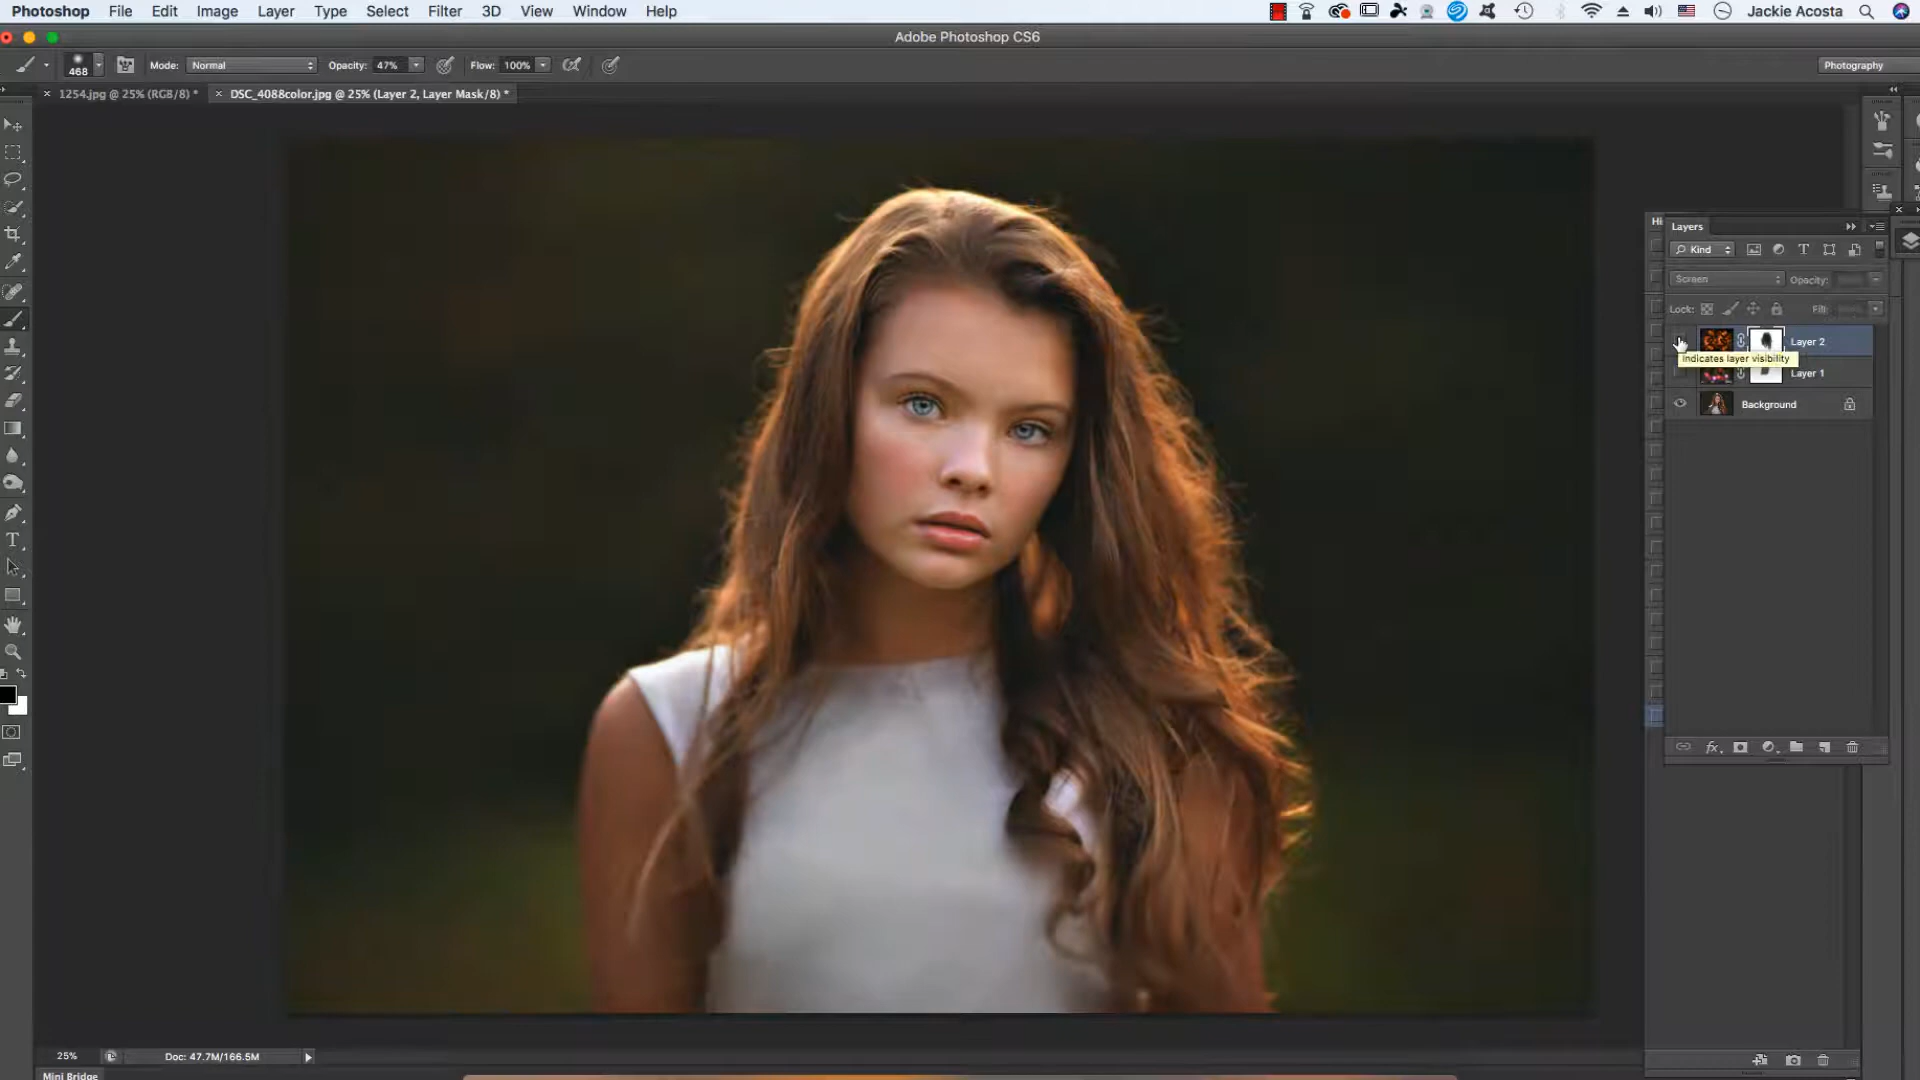 Photoshop File Edit Image Layer Type Select Filter 3D View Window Help Jackie Acosta
Adobe Photoshop CS6
468 Mode: Normal Opacity: 47% Flow: 100% Photography
1254.jpg @ 25% (RGB/8) * DSC_4088color.jpg @ 25% (Layer 2, Layer Mask/8) *
Hi Layers
Kind T
Screen Opacity:
Lock: Fill:
Layer 2
Indicates layer visibility
Layer 1
Background
fx
T
25% Doc: 47.7M/166.5M
Mini Bridge